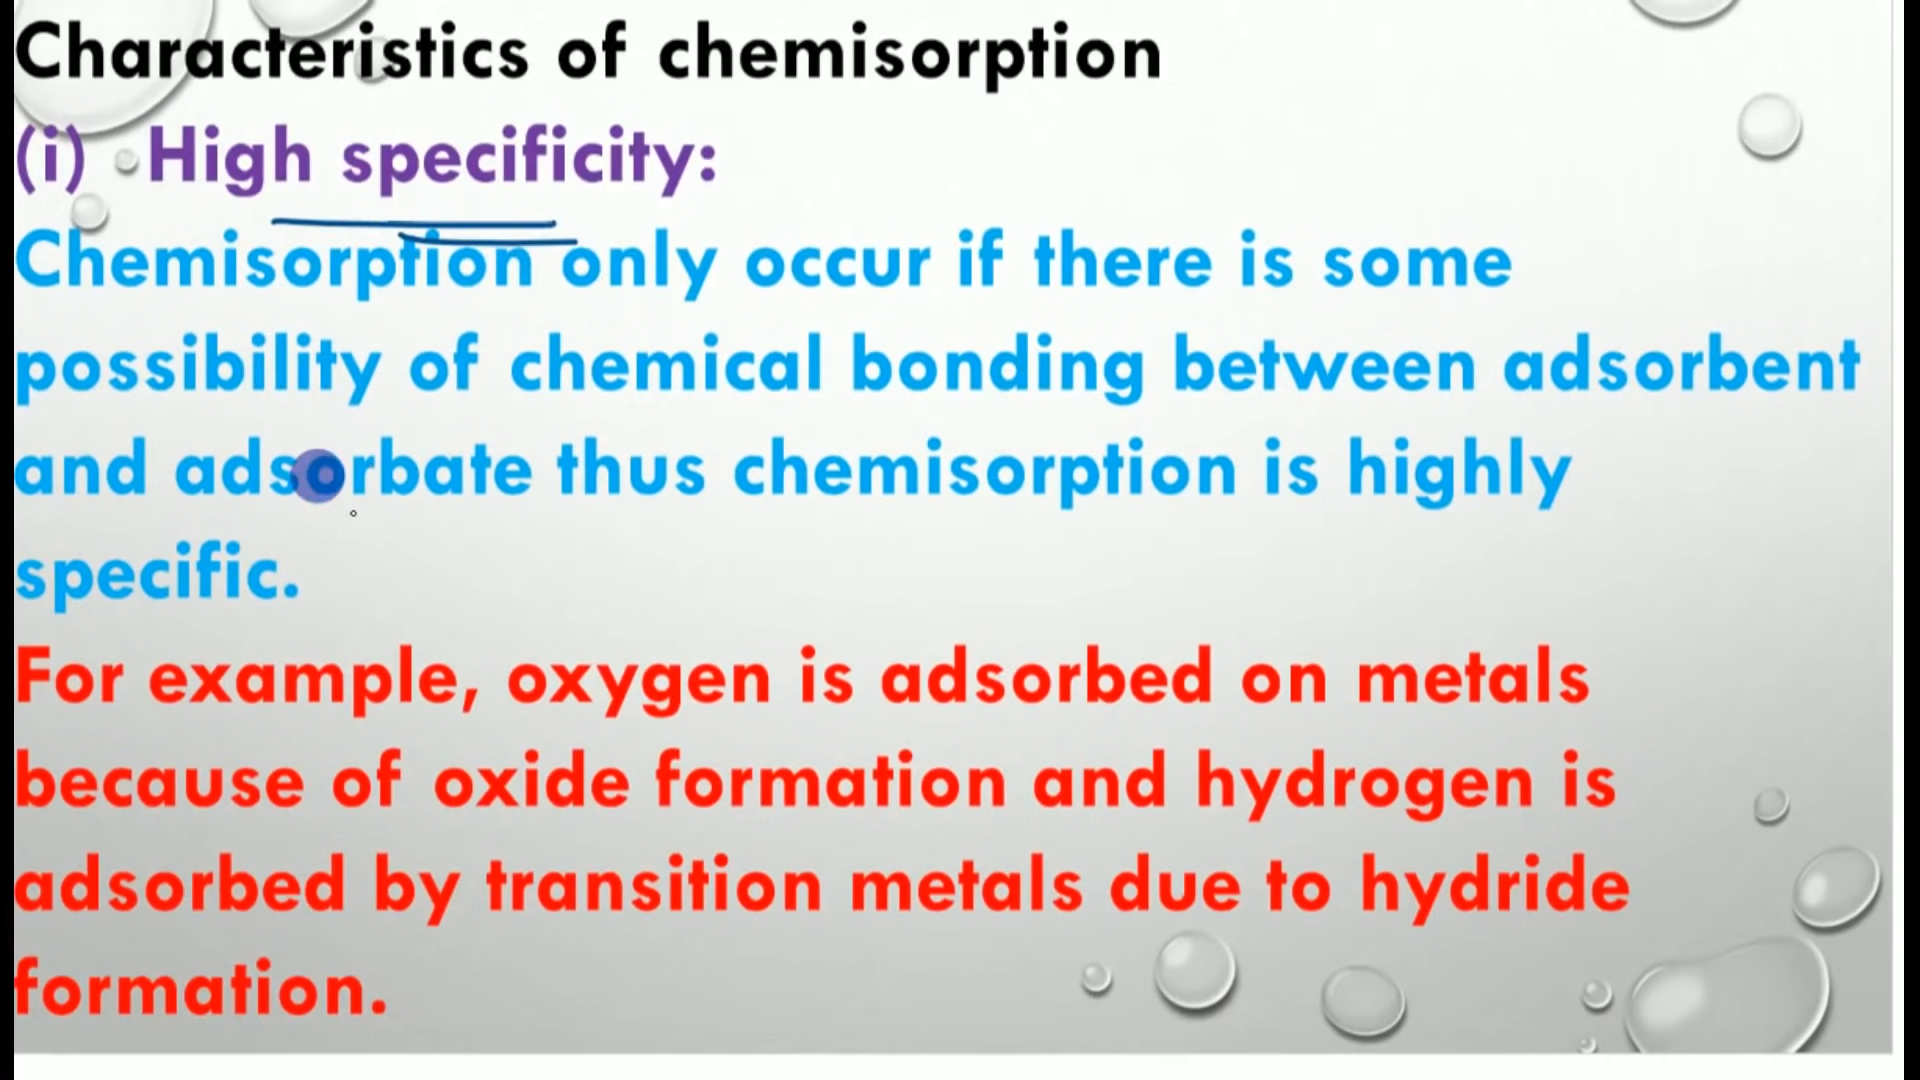 Characteristics of chemisorption
(i) High specificity:
Chemisorption only occur if there is some
possibility of chemical bonding between adsorbent
and adsorbate thus chemisorption is highly
specific.
For example, oxygen is adsorbed on metals
because of oxide formation and hydrogen is
adsorbed by transition metals due to hydride
formation.